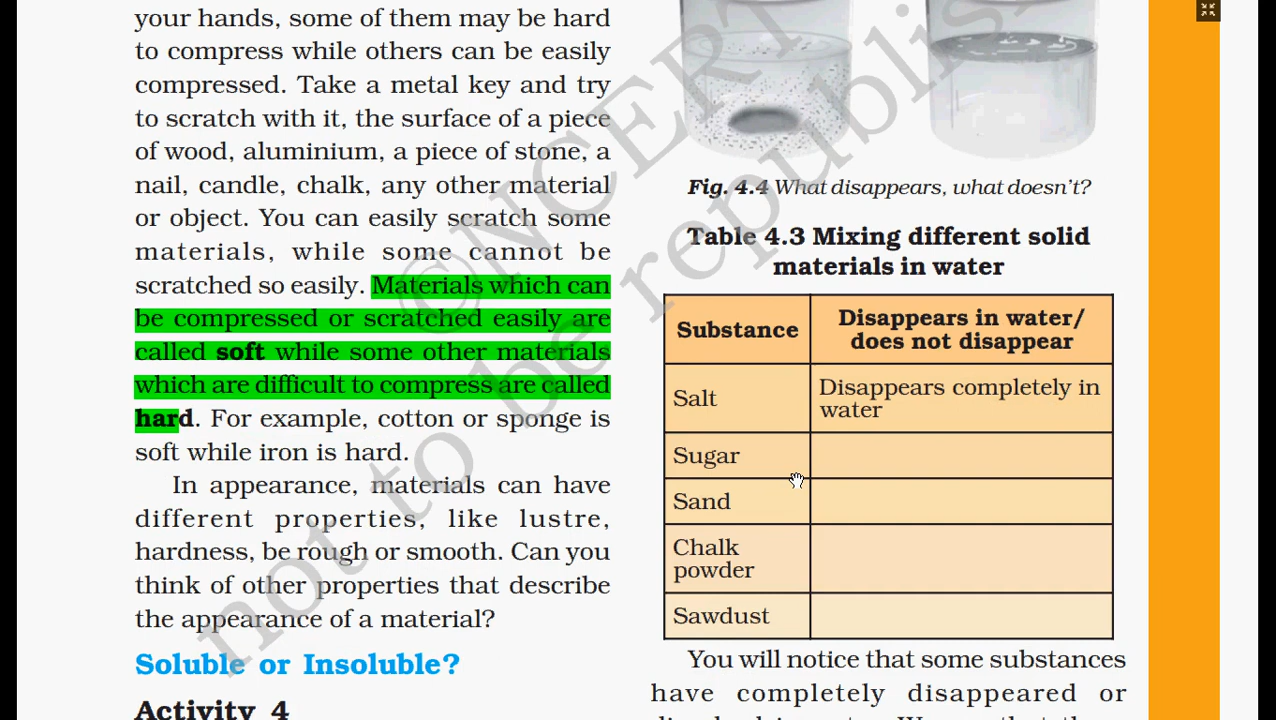 your hands, some of them may be hard
to compress while others can be easily
compressed. Take a metal key and try
to scratch with it, the surface of a piece
of wood, aluminium, a piece of stone, a
nail, candle, chalk, any other material
or object. You can easily scratch some
materials, while some cannot be
scratched so easily. Materials which can
be compressed or scratched easily are
called soft while some other materials
which are difficult to compress are called
hard. For example, cotton or sponge is
soft while iron is hard.
In appearance, materials can have
different properties, like lustre,
hardness, be rough or smooth. Can you
think of other properties that describe
the appearance of a material?
Soluble or Insoluble?
Activity 4
Fig. 4.4 What disappears, what doesn't?
Table 4.3 Mixing different solid
materials in water
Substance
Disappears in water/
does not disappear
Salt
Disappears completely in
water
Sugar
Sand
Chalk
powder
Sawdust
You will notice that some substances
have completely disappeared or
©NCERT
not to be republis